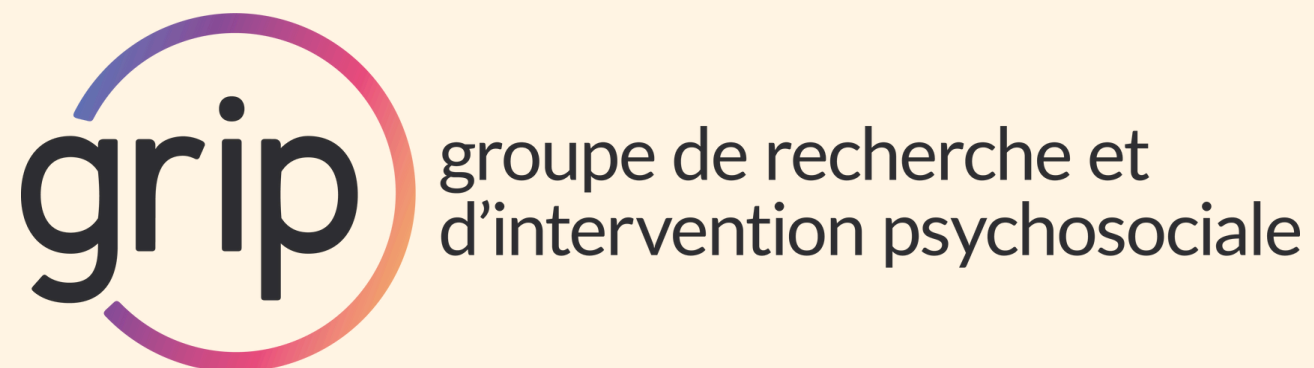 grip
groupe de recherche et
d’intervention psychosociale